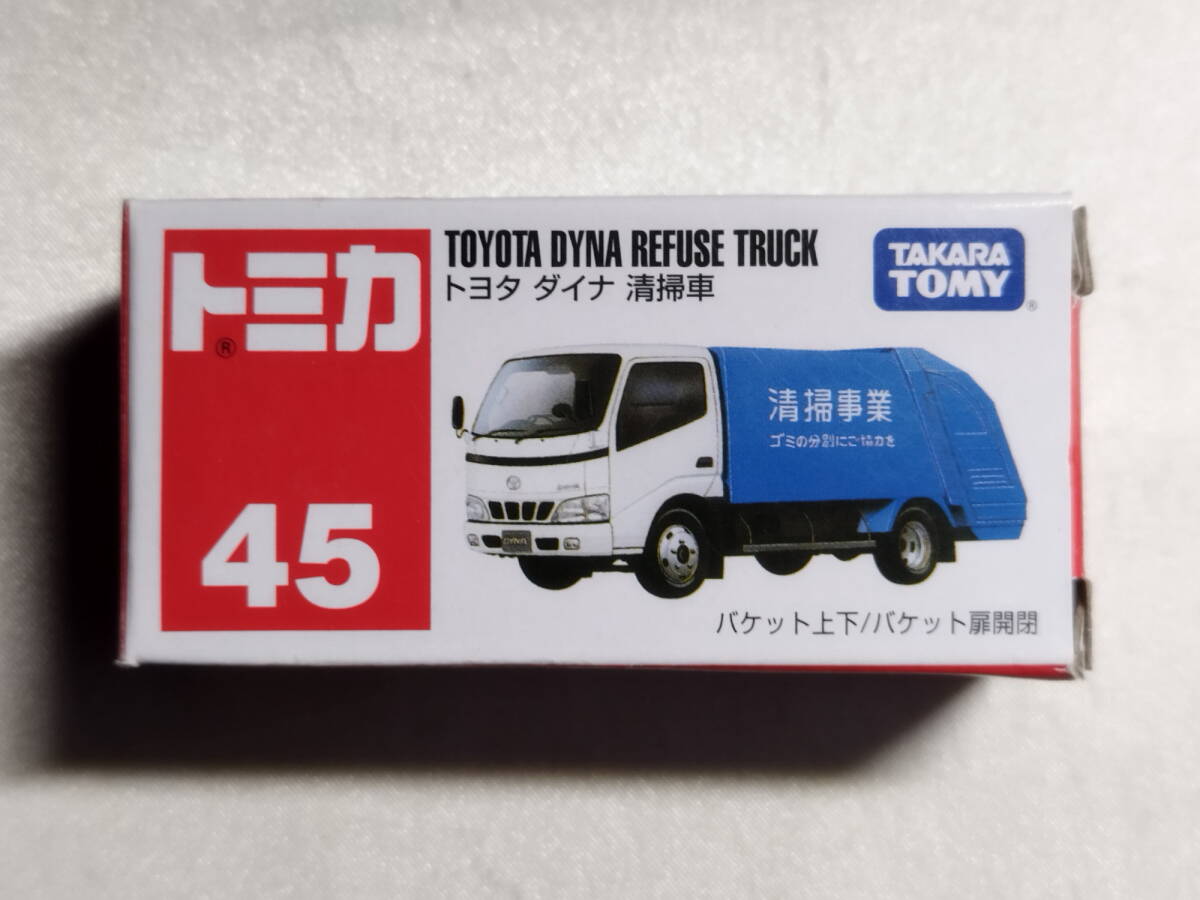 トミカ
®
45
TOYOTA DYNA REFUSE TRUCK
トヨタ ダイナ 清掃車
TAKARA
TOMY
®
清掃事業
ゴミの分別にご協力を
DYNA
バケット上下/バケット扉開閉